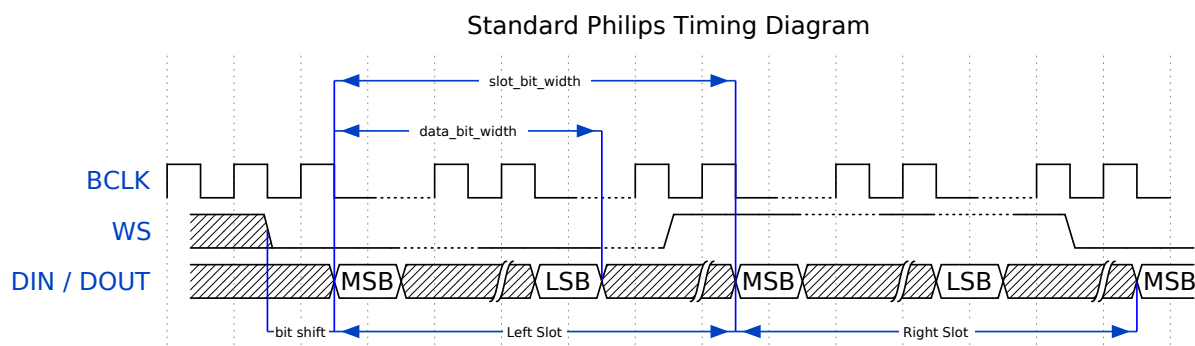 Standard Philips Timing Diagram
slot_bit_width
data_bit_width
BCLK
WS
DIN / DOUT
MSB
LSB
MSB
LSB
MSB
bit shift
Left Slot
Right Slot